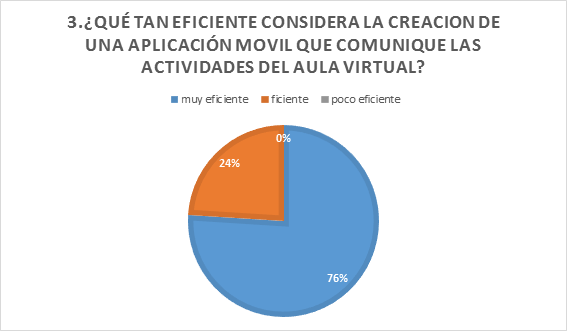 3.¿QUÉ TAN EFICIENTE CONSIDERA LA CREACION DE
UNA APLICACIÓN MOVIL QUE COMUNIQUE LAS
ACTIVIDADES DEL AULA VIRTUAL?
muy eficiente ficiente poco eficiente
0%
24%
76%